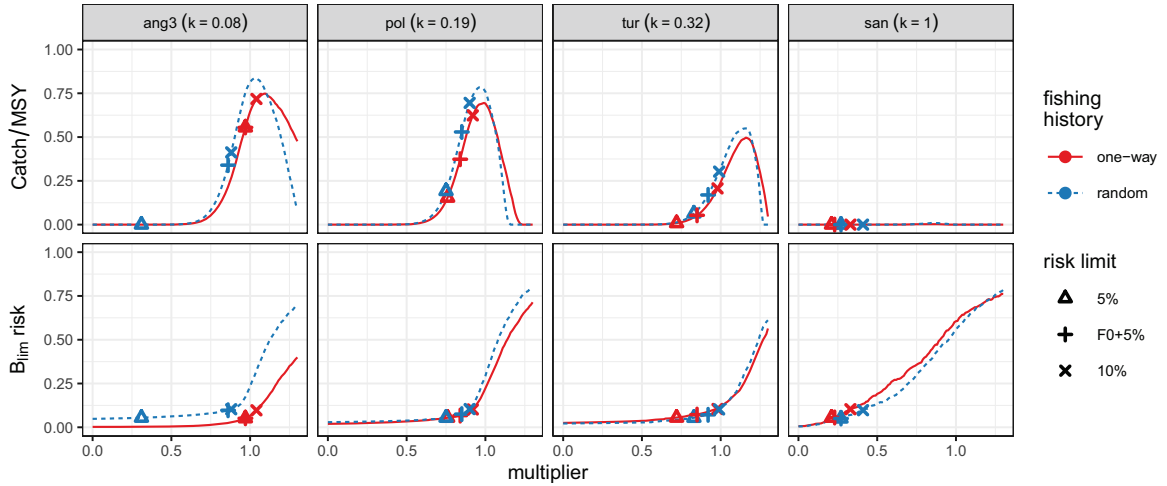 ang3 (k = 0.08)
pol (k = 0.19)
tur (k = 0.32)
san (k = 1)
Catch/MSY
1.00
0.75
0.50
0.25
0.00
Blim risk
1.00
0.75
0.50
0.25
0.00
0.0 0.5 1.0
0.0 0.5 1.0
0.0 0.5 1.0
0.0 0.5 1.0
multiplier
fishing
history
one−way
random
risk limit
5%
F0+5%
10%